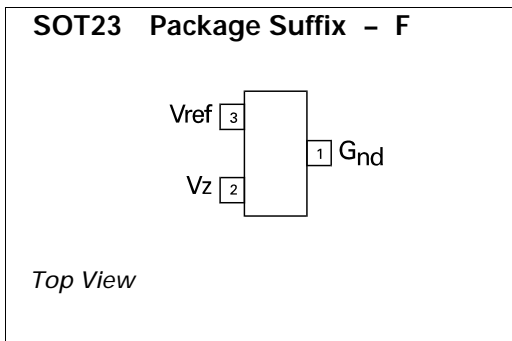 SOT23 Package Suffix – F
Vref 3
1 Gnd
Vz 2
Top View